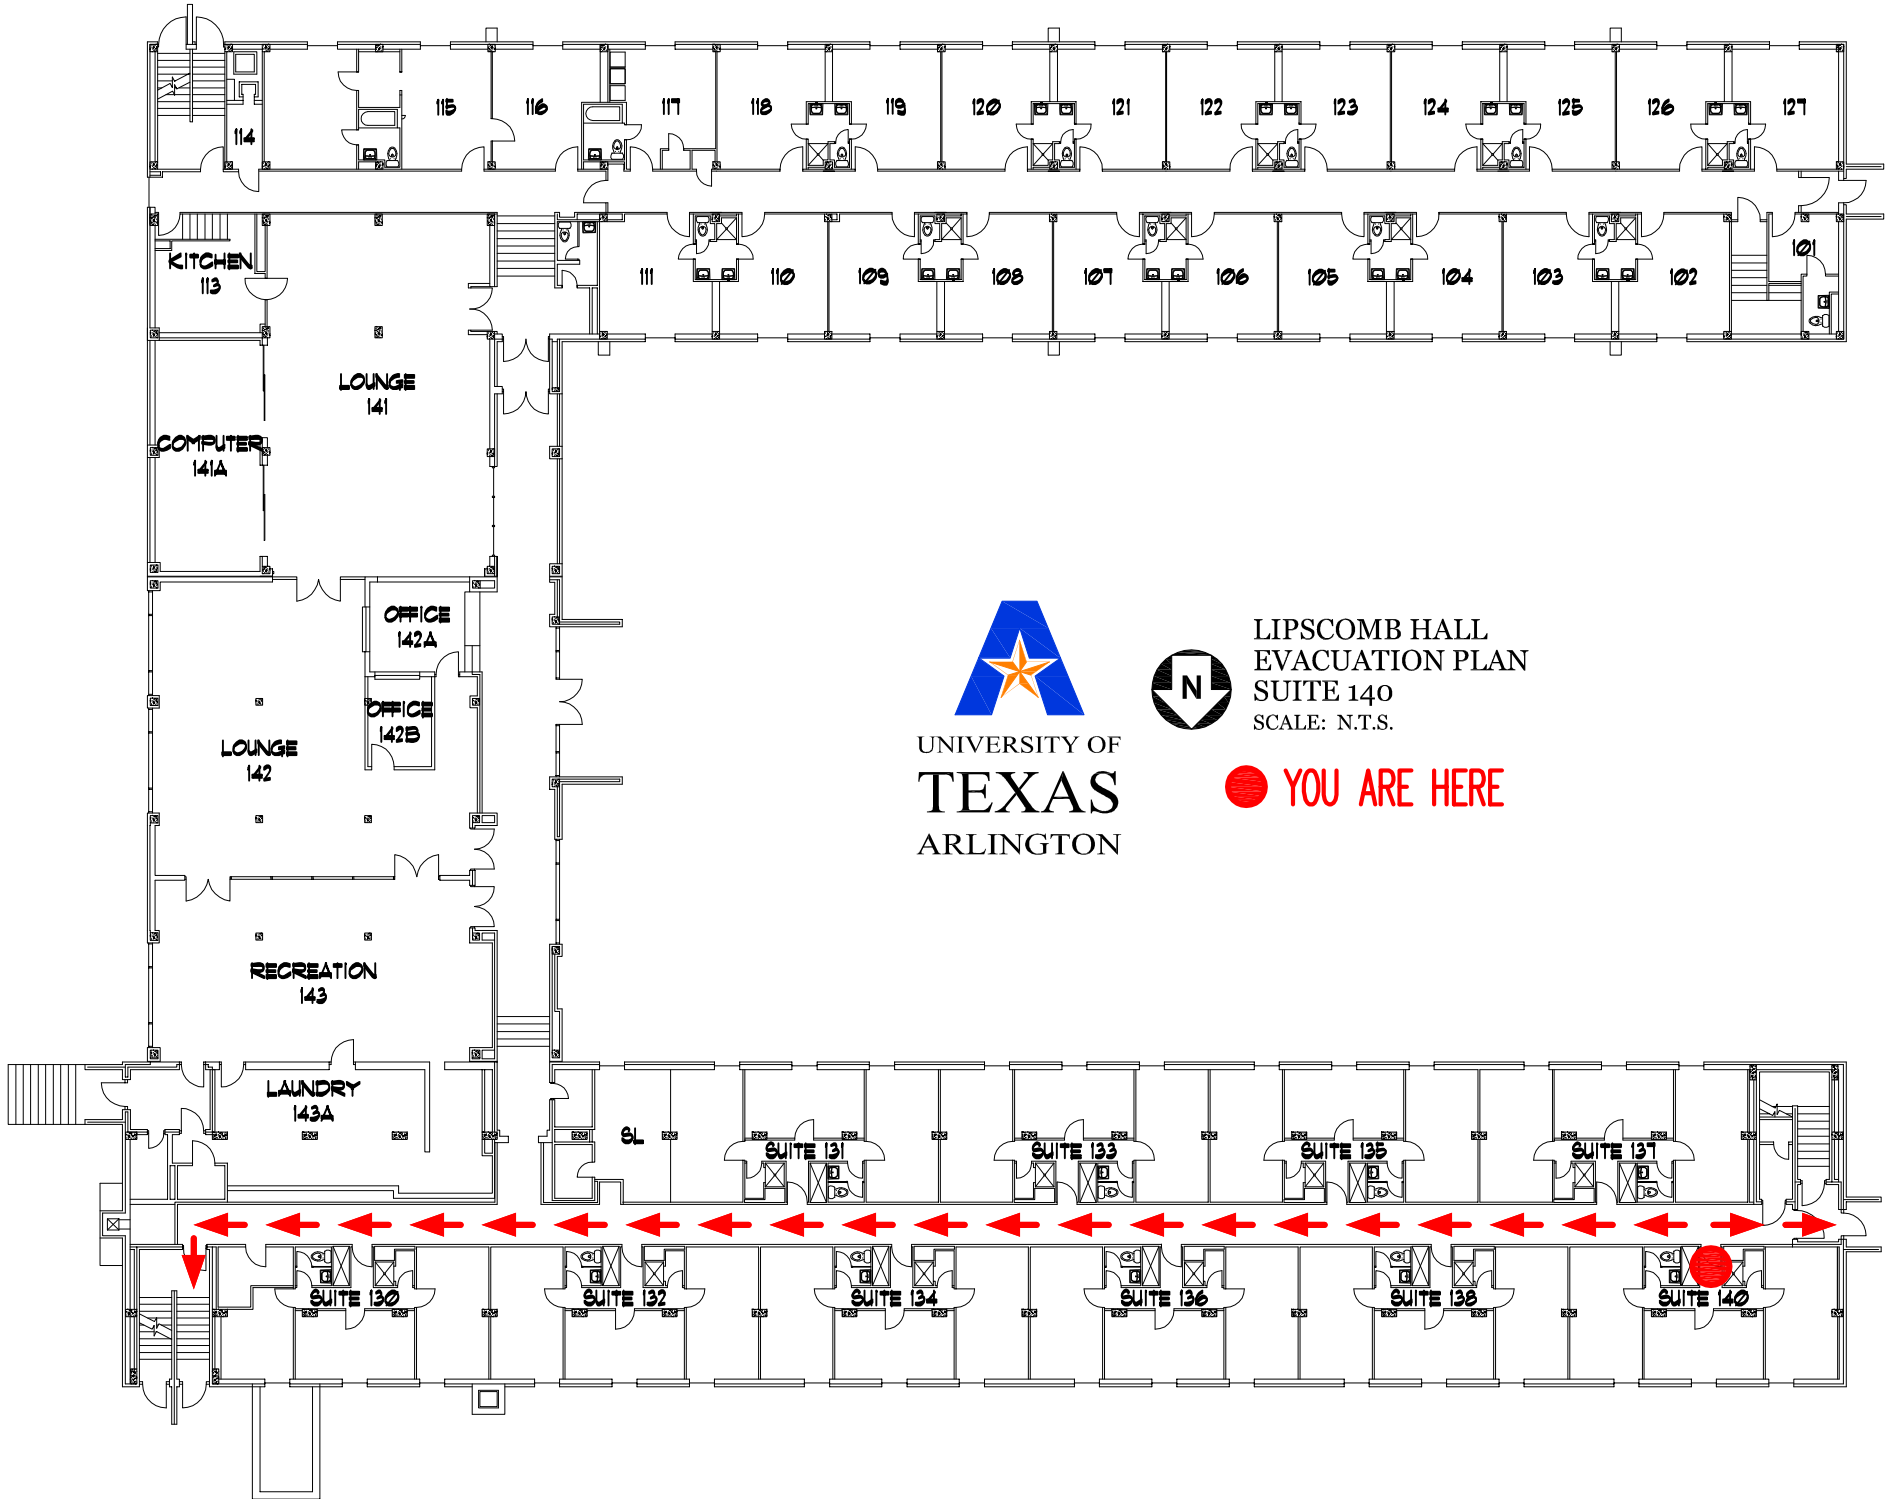 115
116
117
118
119
120
121
122
123
124
125
126
127
114
KITCHEN
113
111
110
109
108
107
106
105
104
103
102
101
LOUNGE
141
COMPUTER
141A
OFFICE
142A
OFFICE
142B
LOUNGE
142
N
LIPSCOMB HALL
EVACUATION PLAN
SUITE 140
SCALE: N.T.S.
UNIVERSITY OF
TEXAS
ARLINGTON
YOU ARE HERE
RECREATION
143
LAUNDRY
143A
SL
SUITE 131
SUITE 133
SUITE 135
SUITE 137
SUITE 130
SUITE 132
SUITE 134
SUITE 136
SUITE 138
SUITE 140